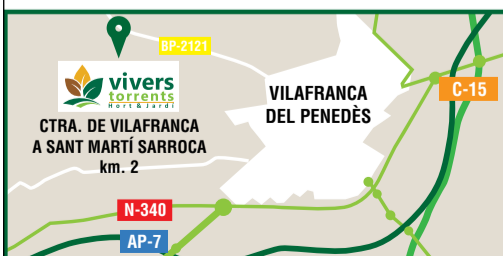 BP-2121
vivers
torrents
Hort & Jardí
CTRA. DE VILAFRANCA
A SANT MARTÍ SARROCA
km. 2
VILAFRANCA
DEL PENEDÈS
C-15
N-340
AP-7